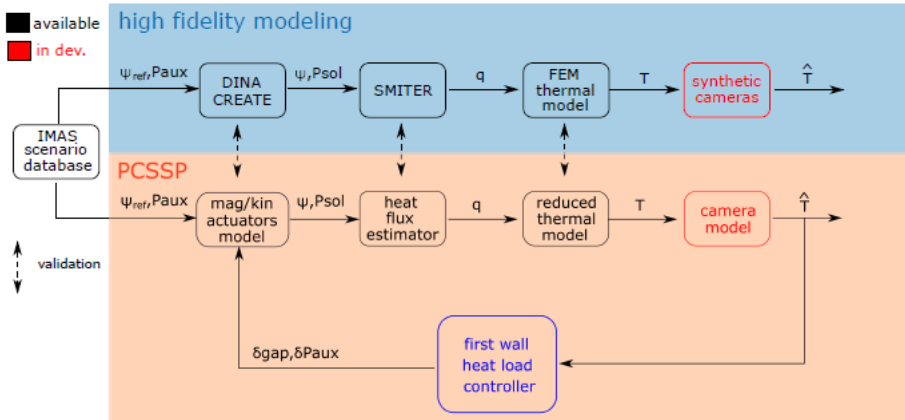 available
in dev.
high fidelity modeling
Ψref,Paux
DINA
CREATE
Ψ,Psol
SMITER
q
FEM
thermal
model
T
synthetic
cameras
T̂
IMAS
scenario
database
PCSSP
Ψref,Paux
mag/kin
actuators
model
Ψ,Psol
heat
flux
estimator
q
reduced
thermal
model
T
camera
model
T̂
validation
δgap,δPaux
first wall
heat load
controller